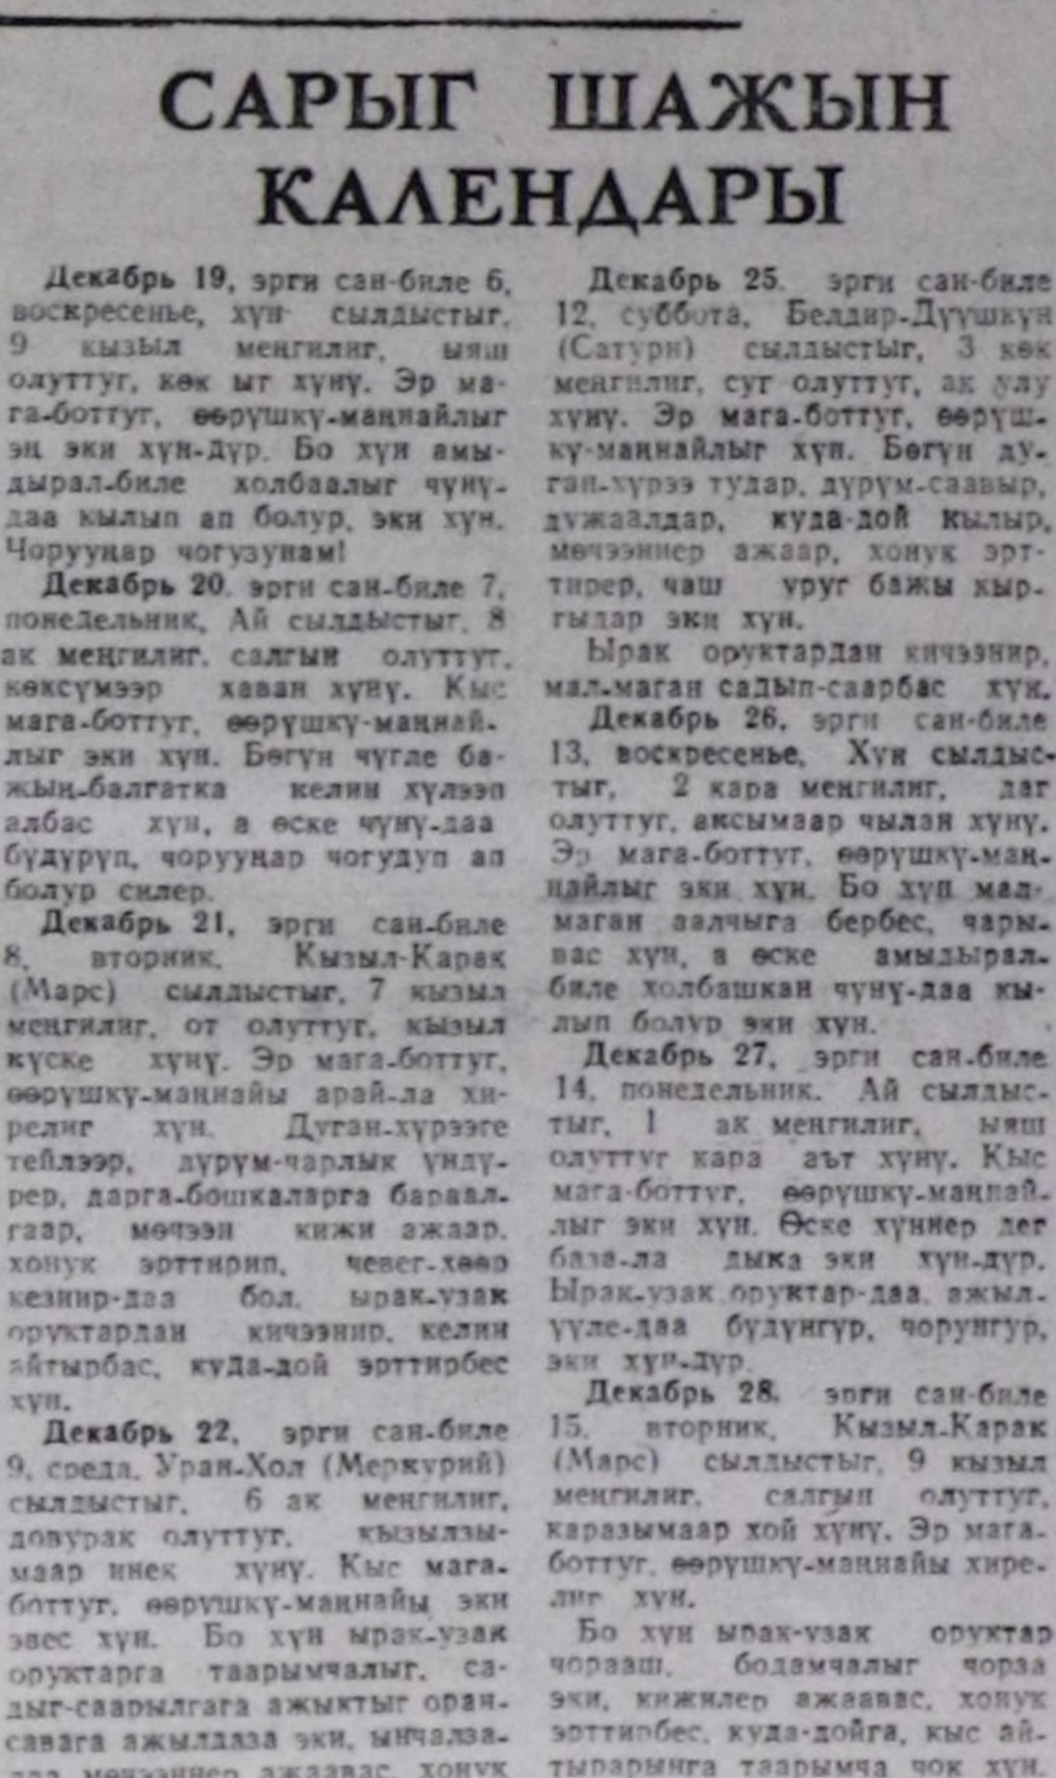 САРЫГ ШАЖЫН
КАЛЕНДАРЫ
Декабрь 19, эрги сан-биле 6,
воскресенье, хүн сылдыстыг,
9 кызыл меңгилиг, ыяш
олуттуг, көк ыт хүнү. Эр ма-
га-боттуг, өөрүшкү-маңнайлыг
эң эки хүн-дүр. Бо хүн амы-
дырал-биле холбаалыг чүнү-
даа кылып ап болур, эки хүн.
Чорууңар чогузунам!
Декабрь 20, эрги сан-биле 7,
понедельник, Ай сылдыстыг, 8
ак меңгилиг, салгын олуттуг,
көксүмээр хаван хүнү. Кыс
мага-боттуг, өөрүшкү-маңнай-
лыг эки хүн. Бөгүн чүгле ба-
жың-балгатка келин хүлээп
албас хүн, а өске чүнү-даа
бүдүрүп, чорууңар чогудуп ап
болур силер.
Декабрь 21, эрги сан-биле
8, вторник, Кызыл-Карак
(Марс) сылдыстыг, 7 кызыл
меңгилиг, от олуттуг, кызыл
күске хүнү. Эр мага-боттуг,
өөрүшкү-маңнайы арай-ла хи-
религ хүн. Дуган-хүрээге
тейлээр, дүрүм-чарлык үндү-
рер, дарга-бошкаларга бараал-
гаар, мөчээн кижи ажаар,
хонук эрттирип, чевег-хөөр
кезиир-даа бол, ырак-узак
оруктардан кичээнир, келин
айтырбас, куда-дой эрттирбес
хүн.
Декабрь 22, эрги сан-биле
9, среда, Уран-Хол (Меркурий)
сылдыстыг, 6 ак меңгилиг,
довурак олуттуг, кызылзы-
маар инек хүнү. Кыс мага-
боттуг, өөрүшкү-маңнайы эки
эвес хүн. Бо хүн ырак-узак
оруктарга таарымчалыг, са-
дыг-саарылгага ажыктыг оран-
савага ажылдаза эки, ынчалза-
даа мөчээннер ажаавас, хонук
Декабрь 25, эрги сан-биле
12, суббота, Белдир-Дүүшкүн
(Сатурн) сылдыстыг, 3 көк
меңгилиг, суг олуттуг, ак улу
хүнү. Эр мага-боттуг, өөрүш-
кү-маңнайлыг хүн. Бөгүн ду-
ган-хүрээ тудар, дүрүм-саавыр,
дужаалдар, куда-дой кылыр,
мөчээннер ажаар, хонук эрт-
тирер, чаш уруг бажы кыр-
гыдар эки хүн.
Ырак оруктардан кичээнир,
мал-маган садып-саарбас хүн.
Декабрь 26, эрги сан-биле
13, воскресенье, Хүн сылдыс-
тыг, 2 кара меңгилиг, даг
олуттуг, аксымаар чылан хүнү.
Эр мага-боттуг, өөрүшкү-маң-
найлыг эки хүн. Бо хүн мал-
маган аалчыга бербес, чары-
вас хүн, а өске амыдырал-
биле холбашкан чүнү-даа кы-
лып болур эки хүн.
Декабрь 27, эрги сан-биле
14, понедельник. Ай сылдыс-
тыг, 1 ак меңгилиг, ыяш
олуттуг кара аът хүнү. Кыс
мага-боттуг, өөрүшкү-маңнай-
лыг эки хүн. Өске хүннер дег
база-ла дыка эки хүн-дүр.
Ырак-узак оруктар-даа, ажыл-
үүле-даа бүдүңгүр, чоруңгур,
эки хүн-дүр.
Декабрь 28, эрги сан-биле
15, вторник, Кызыл-Карак
(Марс) сылдыстыг, 9 кызыл
меңгилиг, салгын олуттуг,
каразымаар хой хүнү. Эр мага-
боттуг, өөрүшкү-маңнайы хире-
лиг хүн.
Бо хүн ырак-узак оруктар
чорааш, бодамчалыг чорза
эки, кижилер ажаавас, хонук
эрттирбес, куда-дойга, кыс ай-
тырарынга таарымча чок хүн.